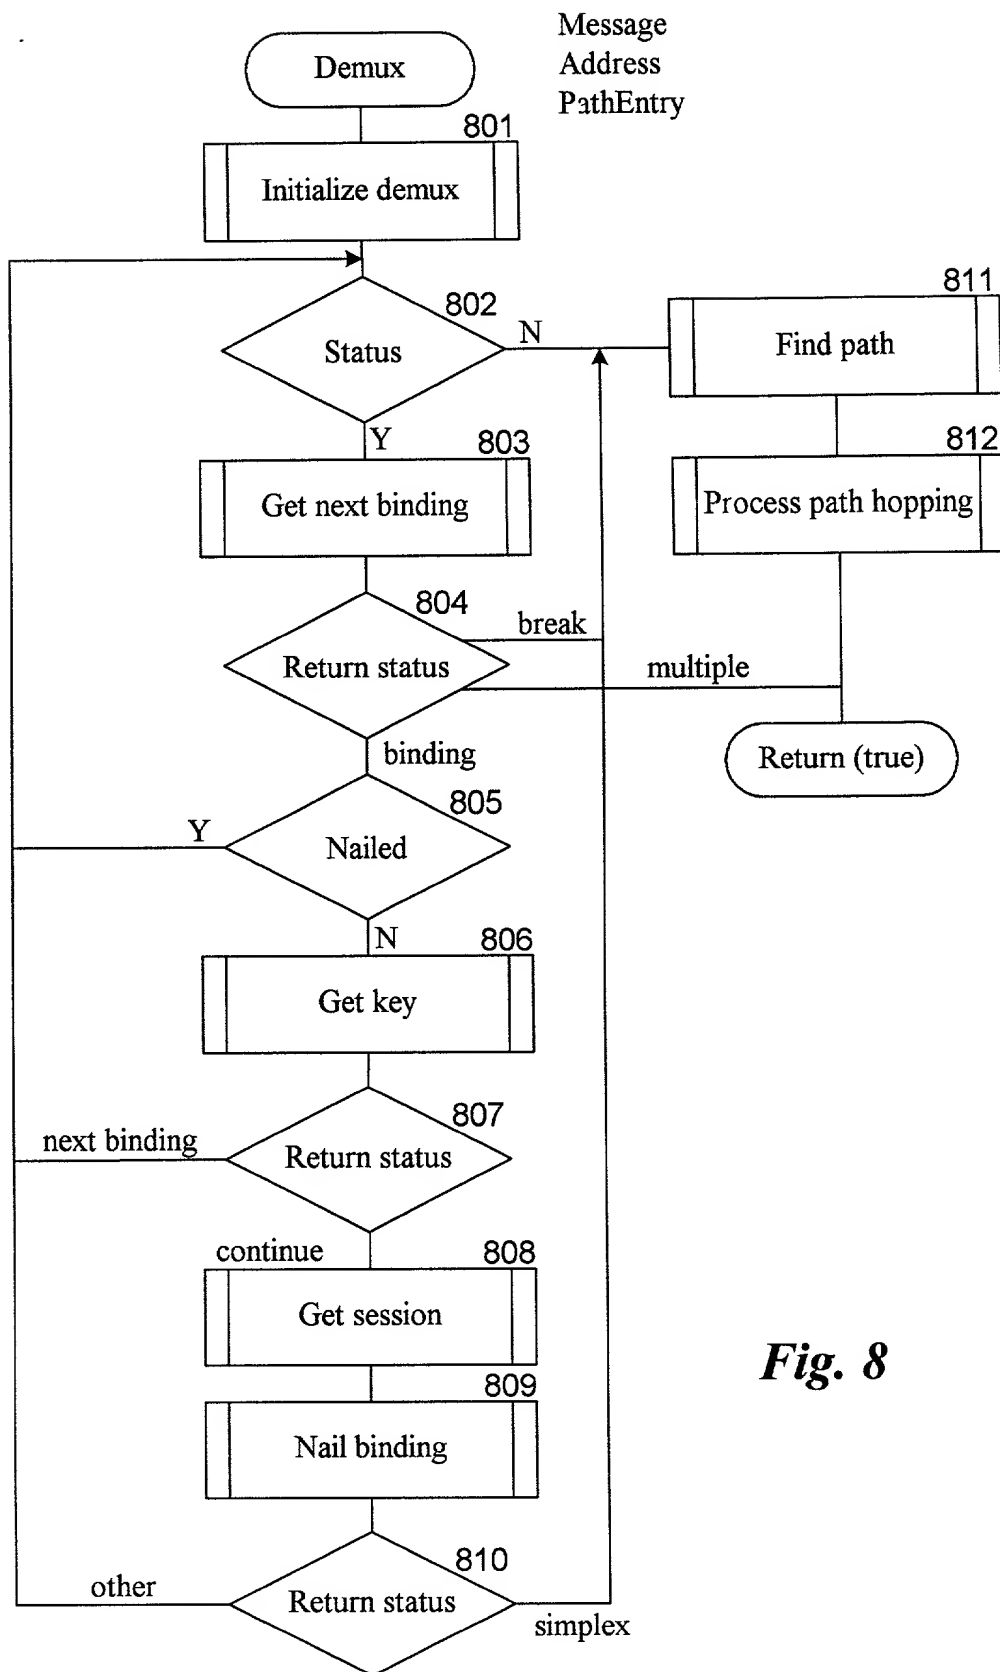 Message
Address
PathEntry
Demux
801
Initialize demux
802
Status
N
Y
811
Find path
803
Get next binding
812
Process path hopping
804
Return status
break
multiple
binding
Return (true)
805
Nailed
Y
N
806
Get key
807
Return status
next binding
continue
808
Get session
809
Nail binding
810
Return status
other
simplex
Fig. 8